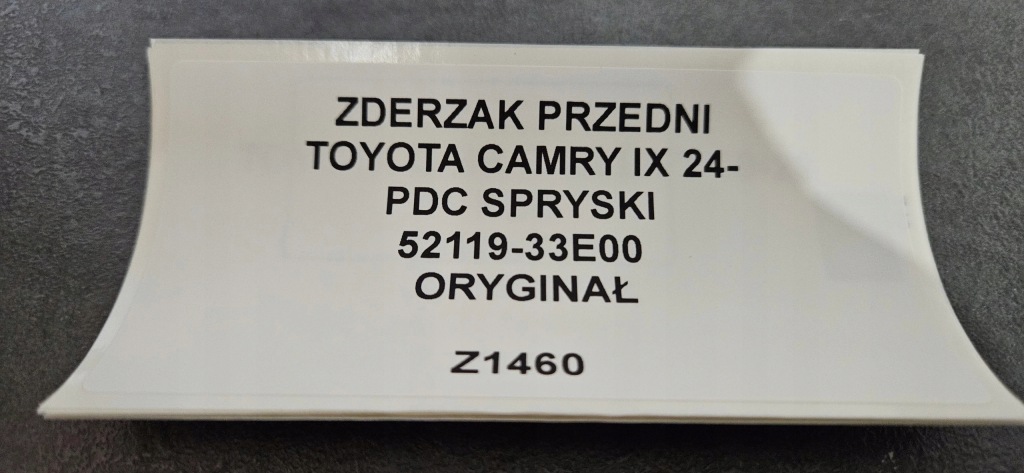 ZDERZAK PRZEDNI
TOYOTA CAMRY IX 24-
PDC SPRYSKI
52119-33E00
ORYGINAŁ
Z1460